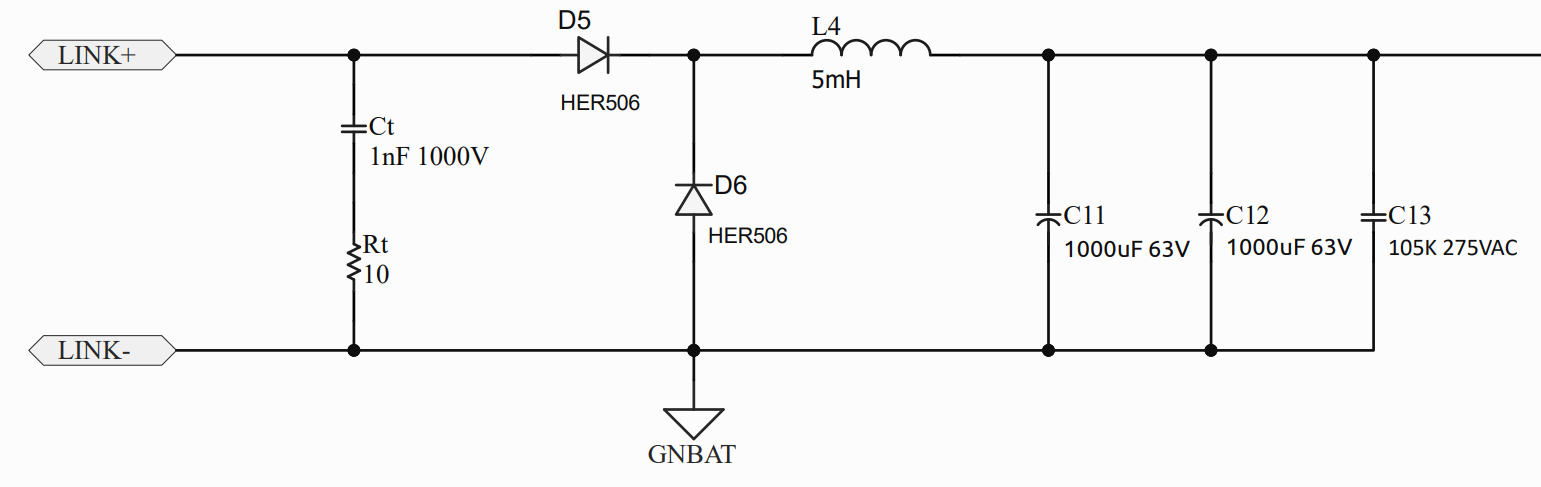 D5
L4
LINK+
5mH
HER506
Ct
1nF 1000V
D6
HER506
C11
1000uF 63V
C12
1000uF 63V
C13
105K 275VAC
Rt
10
LINK-
GNBAT